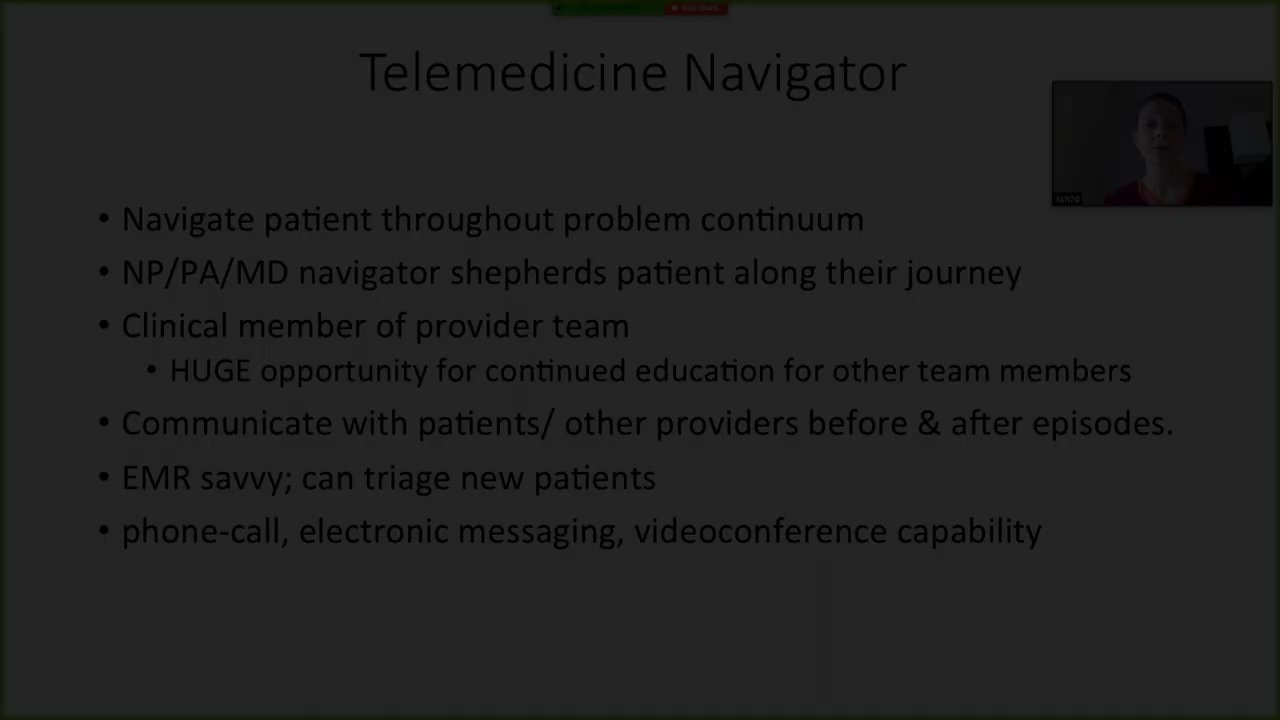 Telemedicine Navigator
• Navigate patient throughout problem continuum
• NP/PA/MD navigator shepherds patient along their journey
• Clinical member of provider team
• HUGE opportunity for continued education for other team members
• Communicate with patients/ other providers before & after episodes.
• EMR savvy; can triage new patients
• phone-call, electronic messaging, videoconference capability